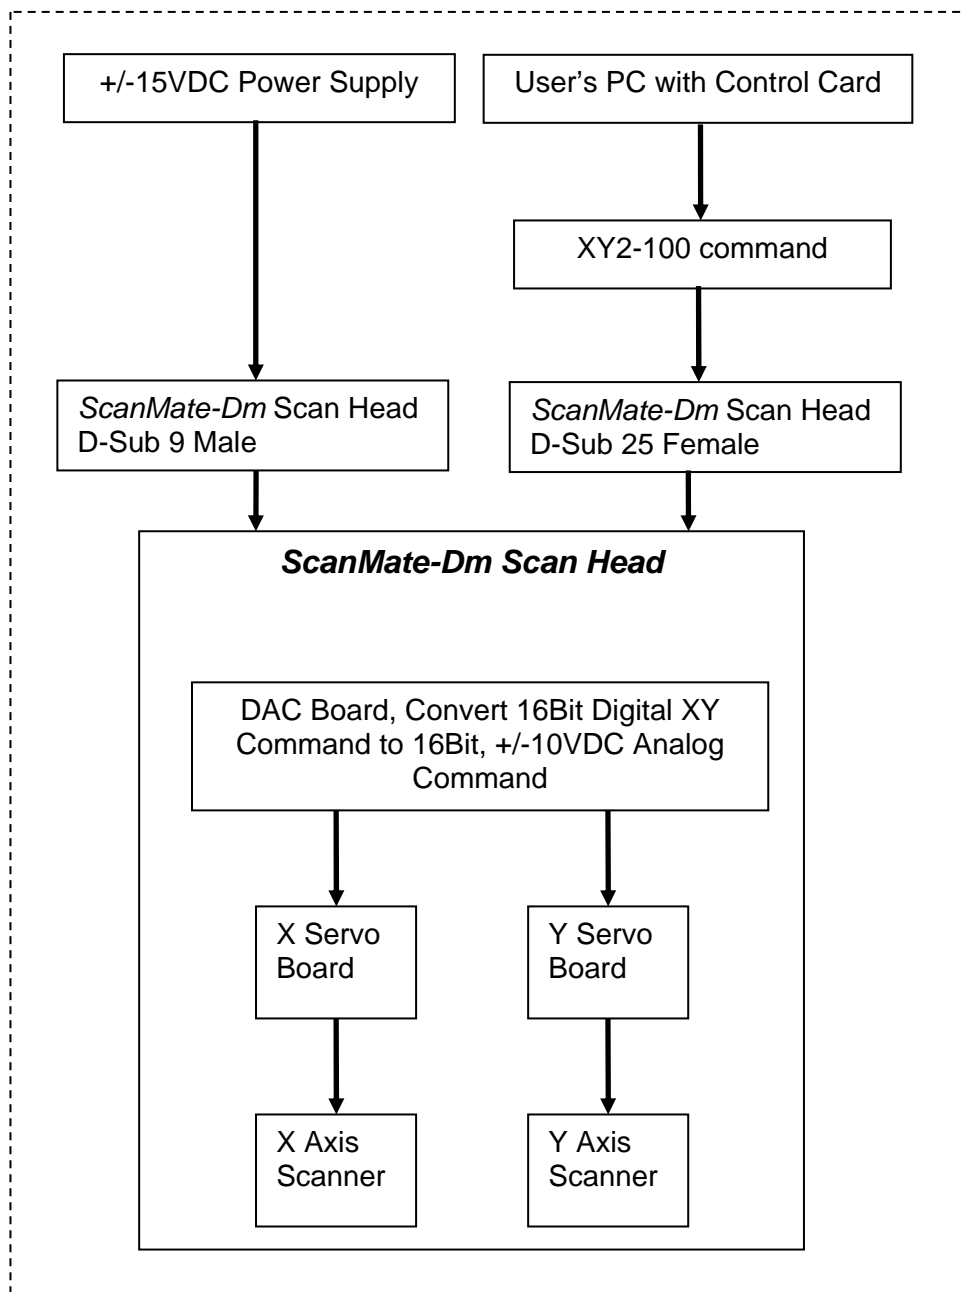 +/-15VDC Power Supply
User's PC with Control Card
XY2-100 command
ScanMate-Dm Scan Head
D-Sub 9 Male
ScanMate-Dm Scan Head
D-Sub 25 Female
ScanMate-Dm Scan Head
DAC Board, Convert 16Bit Digital XY
Command to 16Bit, +/-10VDC Analog
Command
X Servo
Board
Y Servo
Board
X Axis
Scanner
Y Axis
Scanner